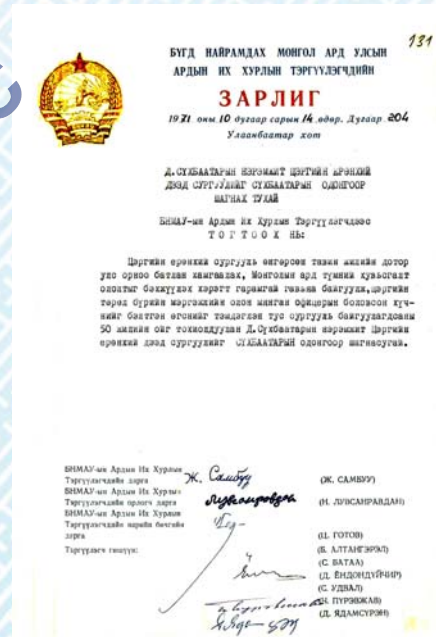 131
БҮГД НАЙРАМДАХ МОНГОЛ АРД УЛСЫН
АРДЫН ИХ ХУРЛЫН ТЭРГҮҮЛЭГЧДИЙН
ЗАРЛИГ
1971 оны 10 дугаар сарын 14 өдөр. Дугаар 204
Улаанбаатар хот
Д.СҮХБААТАРЫН НЭРЭМЖИТ ЦЭРГИЙН ЕРӨНХИЙ
ДЭЭД СУРГУУЛИЙГ СҮХБААТАРЫН ОДОНГООР
ШАГНАХ ТУХАЙ
БНМАУ-ын Ардын Их Хурлын Тэргүүлэгчдээс
ТОГТООХ НЬ:
Цэргийн ерөнхий сургууль өнгөрсөн тавин жилийн дотор
улс орноо батлан хамгаалах, Монголын ард түмний хувьсгалт
ололтыг бэхжүүлэх хэрэгт гарамгай гавьяа байгуулж, цэргийн
төрөл бүрийн мэргэжлийн олон мянган офицерын боловсон хүч-
нийг бэлтгэн өгснийг тэмдэглэн тус сургууль байгуулагдсаны
50 жилийн ойг тохиолдуулан Д.Сүхбаатарын нэрэмжит Цэргийн
ерөнхий дээд сургуулийг СҮХБААТАРЫН одонгоор шагнасугай.
БНМАУ-ын Ардын Их Хурлын
Тэргүүлэгчдийн дарга Ж. Самбуу (Ж. САМБУУ)
БНМАУ-ын Ардын Их Хурлын
Тэргүүлэгчдийн орлогч дарга Лувсанравдан (Н. ЛУВСАНРАВДАН)
БНМАУ-ын Ардын Их Хурлын
Тэргүүлэгчдийн нарийн бичгийн
дарга (Ц. ГОТОВ)
Тэргүүлэгч гишүүн: (Б. АЛТАНГЭРЭЛ)
(С. БАТАА)
(Д. ЁНДОНДҮЙЧИР)
(С. УДВАЛ)
(Н. ПҮРЭВЖАВ)
(Л. ЯДАМСҮРЭН)